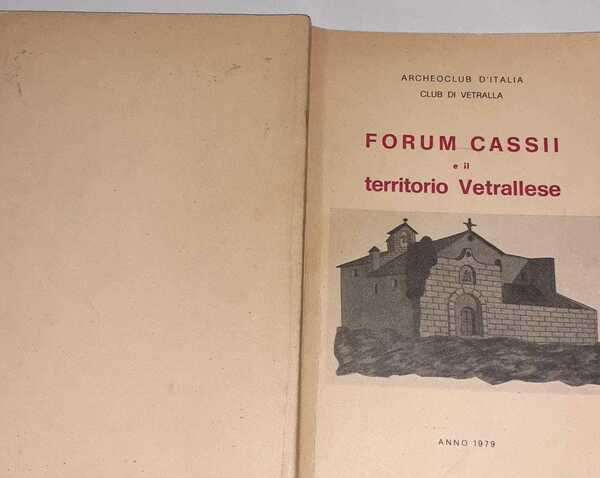 ARCHEOCLUB D'ITALIA
CLUB DI VETRALLA
FORUM CASSII
e il
territorio Vetrallese
ANNO 1979